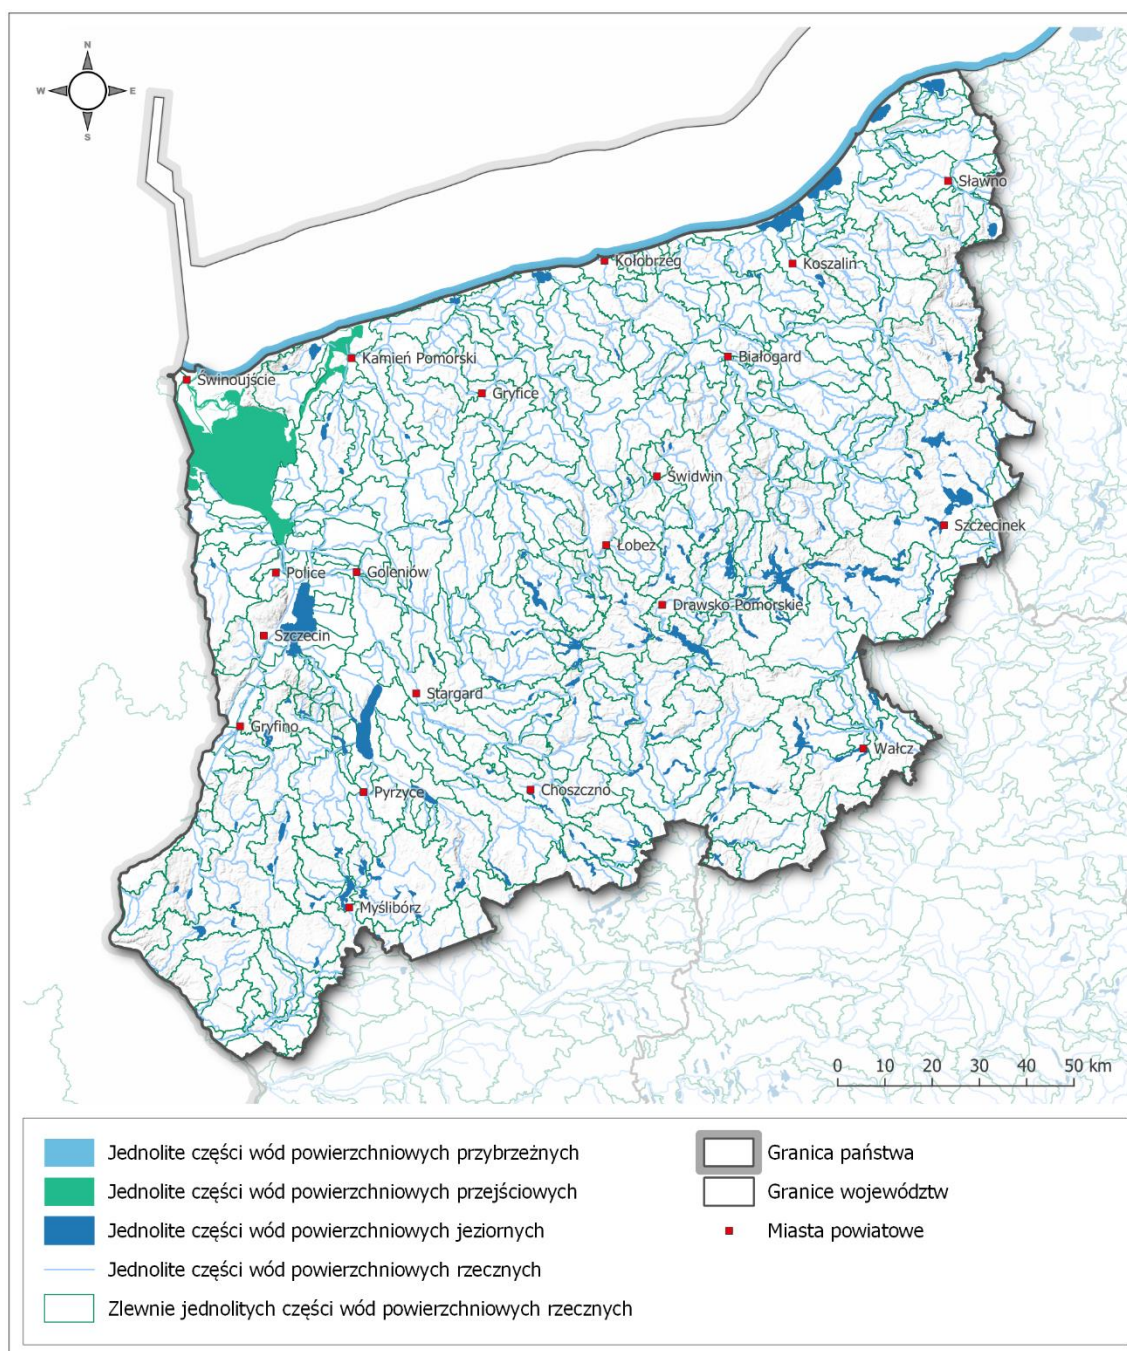 N
W E
S
Sławno
Kołobrzeg
Koszalin
Kamień Pomorski
Białogard
Świnoujście
Gryfice
Świdwin
Szczecinek
Łobez
Police
Goleniów
Drawsko Pomorskie
Szczecin
Stargard
Gryfino
Wałcz
Pyrzyce
Choszczno
Myślibórz
0 10 20 30 40 50 km
Jednolite części wód powierzchniowych przybrzeżnych
Jednolite części wód powierzchniowych przejściowych
Jednolite części wód powierzchniowych jeziornych
Jednolite części wód powierzchniowych rzecznych
Zlewnie jednolitych części wód powierzchniowych rzecznych
Granica państwa
Granice województw
Miasta powiatowe